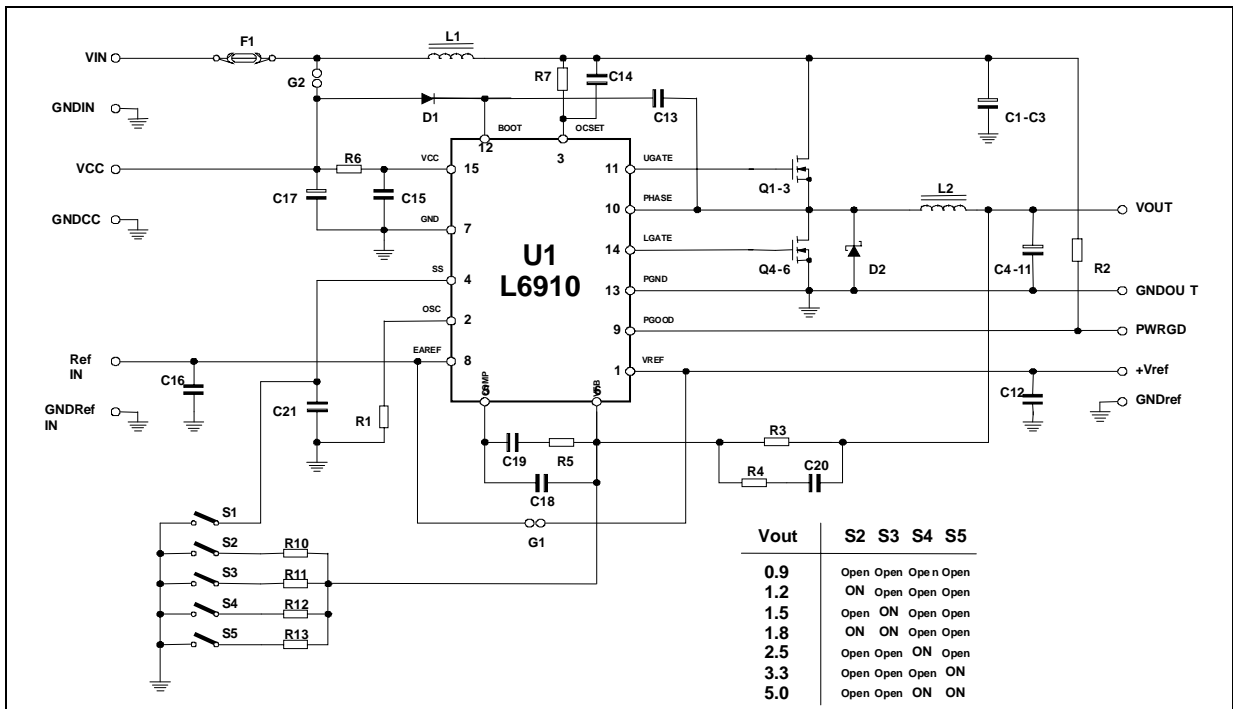 VIN
F1
L1
G2
R7
C14
GNDIN
D1
C13
C1-C3
BOOT
OCSET
12
3
VCC
R6
VCC
15
11
UGATE
Q1-3
C17
C15
10
PHASE
L2
VOUT
GNDCC
GND
7
U1
L6910
14
LGATE
Q4-6
D2
C4-11
R2
SS
4
13
PGND
GNDOU T
OSC
2
9
PGOOD
PWRGD
Ref
IN
EAREF
8
1
VREF
+Vref
C16
C12
GNDRef
IN
C21
R1
GNDref
C19
R5
R3
C18
R4
C20
G1
S1
S2
R10
S3
R11
S4
R12
S5
R13
Vout S2 S3 S4 S5
0.9 Open Open Open Open
1.2 ON Open Open Open
1.5 Open ON Open Open
1.8 ON ON Open Open
2.5 Open Open ON Open
3.3 Open Open Open ON
5.0 Open Open ON ON